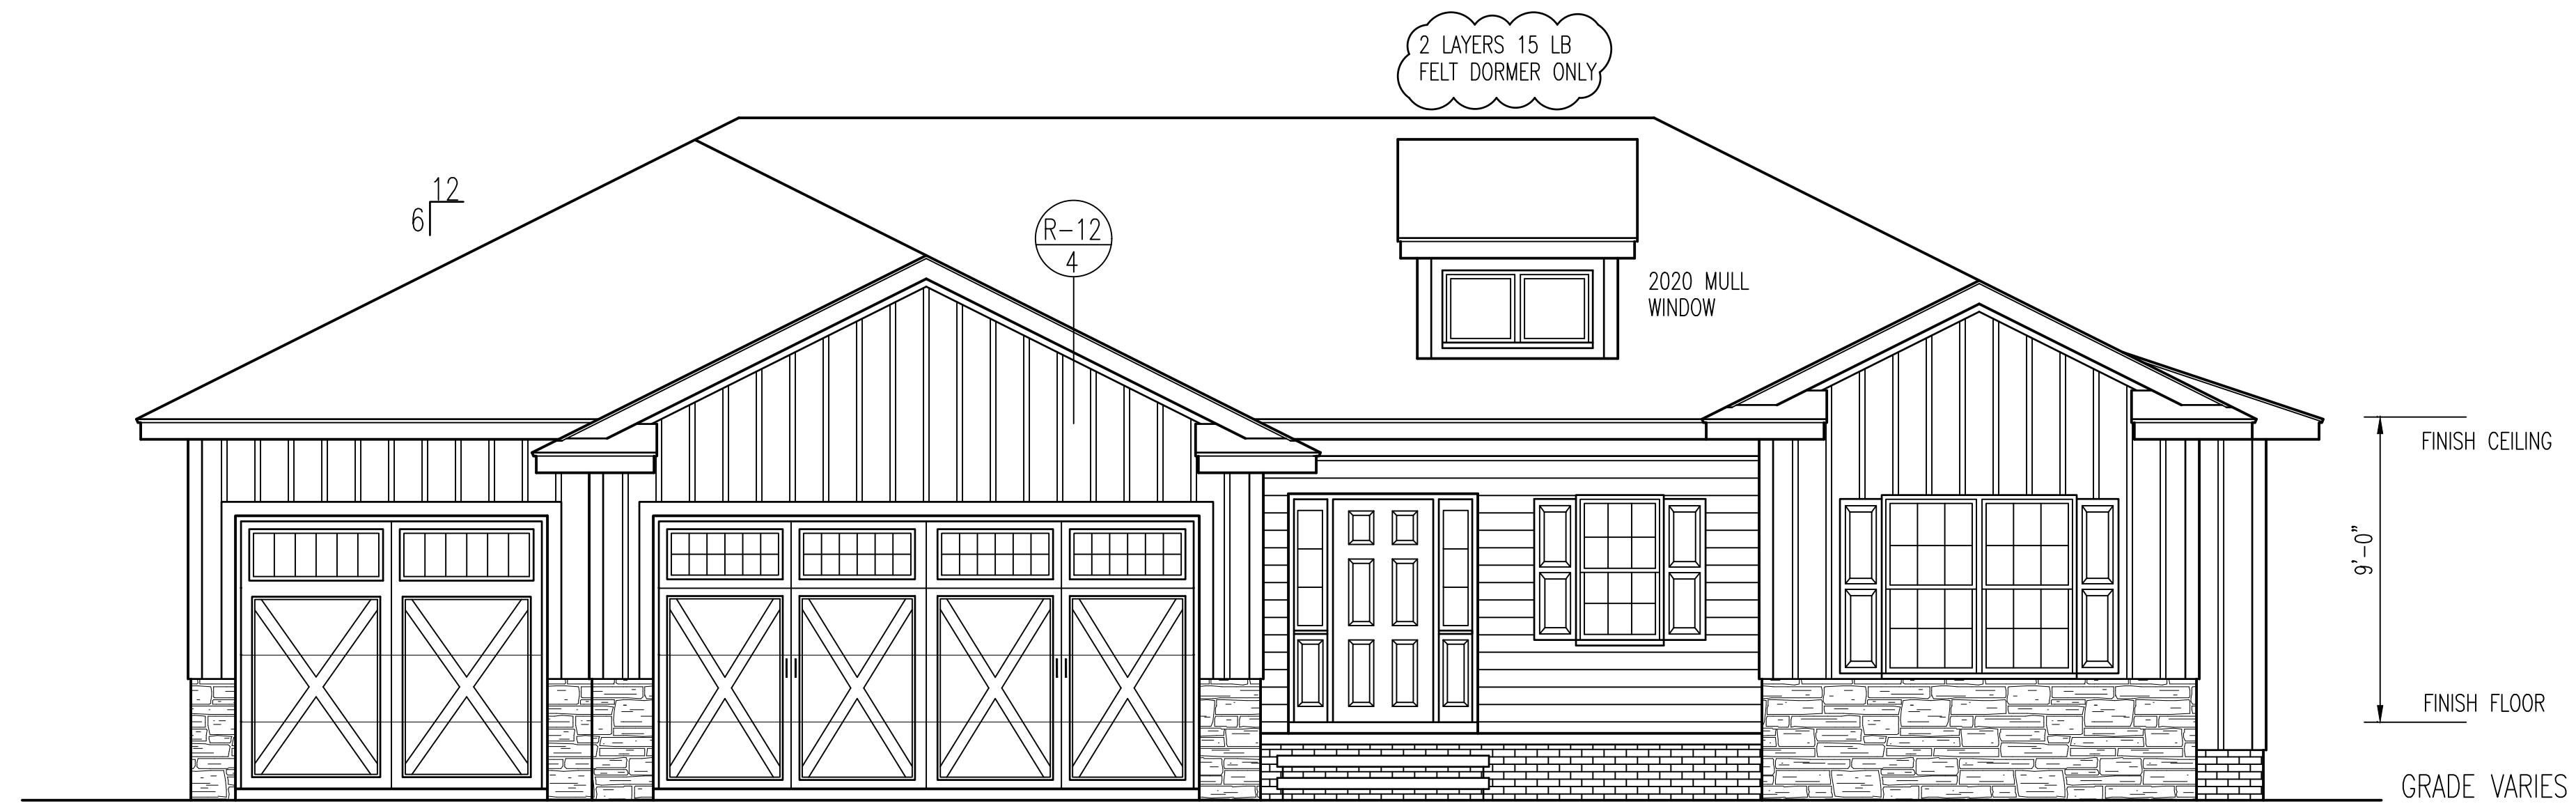 2 LAYERS 15 LB
FELT DORMER ONLY
12
6
R-12
4
2020 MULL
WINDOW
FINISH CEILING
9'-0"
FINISH FLOOR
GRADE VARIES